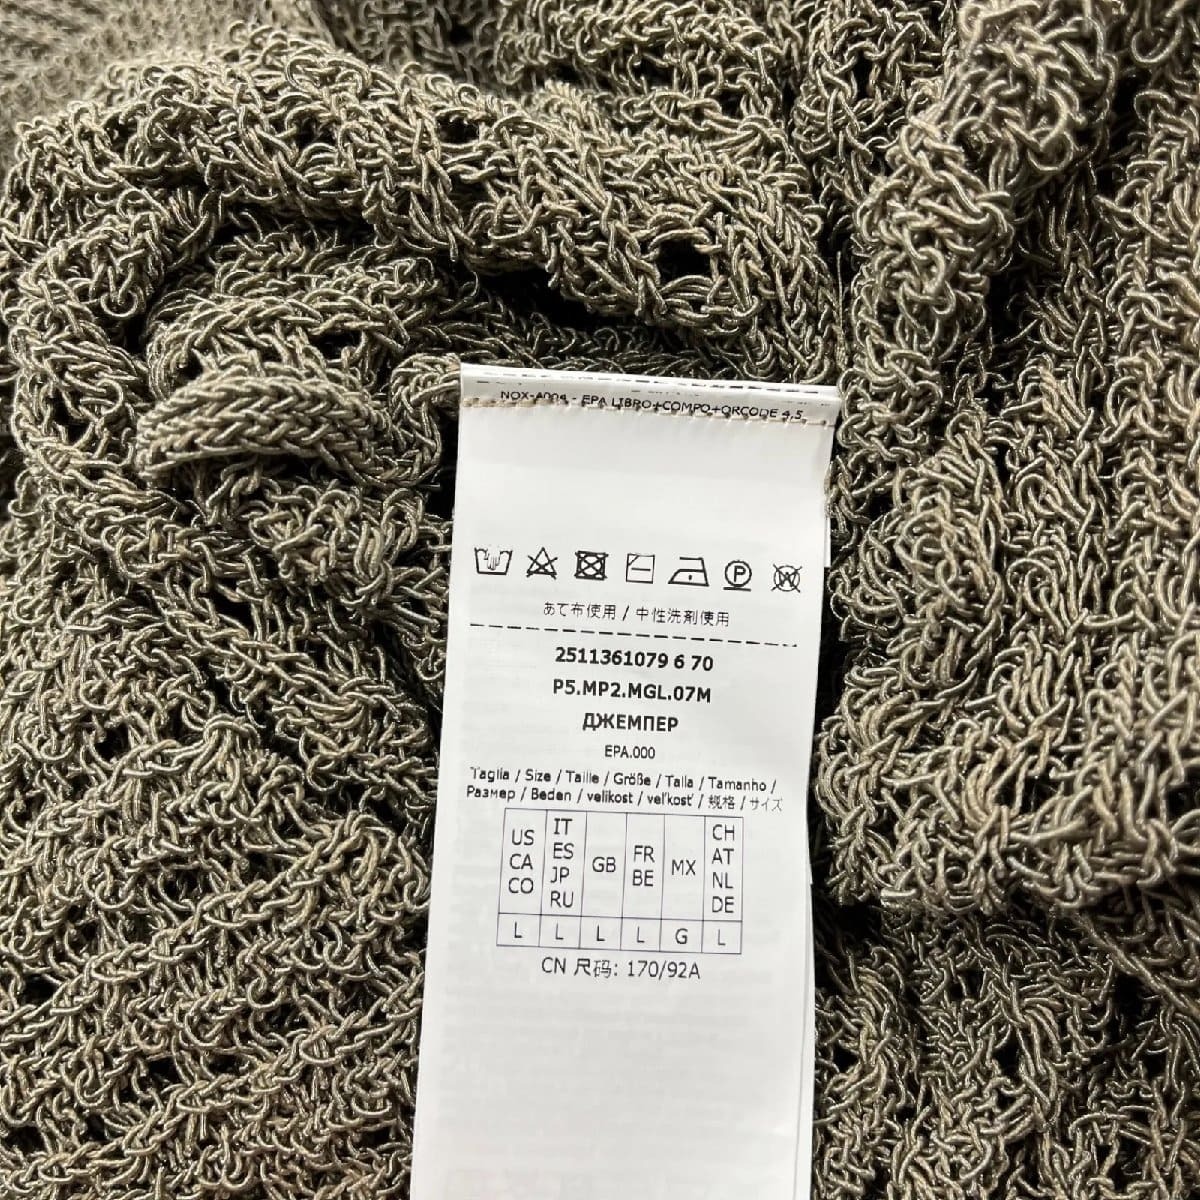 NOX-A004 - EPA LIBRO+COMPO+QRCODE 4.5
P
W
あて布使用 / 中性洗剤使用
2511361079 6 70
P5.MP2.MGL.07M
ДЖЕМПЕР
EPA.000
Taglia / Size / Taille / Größe / Talla / Tamanho /
Размер / Beden / velikost / veľkosť / 规格 / サイズ
US CA CO
IT ES JP RU
GB
FR BE
MX
CH AT NL DE
L L L L G L
CN 尺码: 170/92A